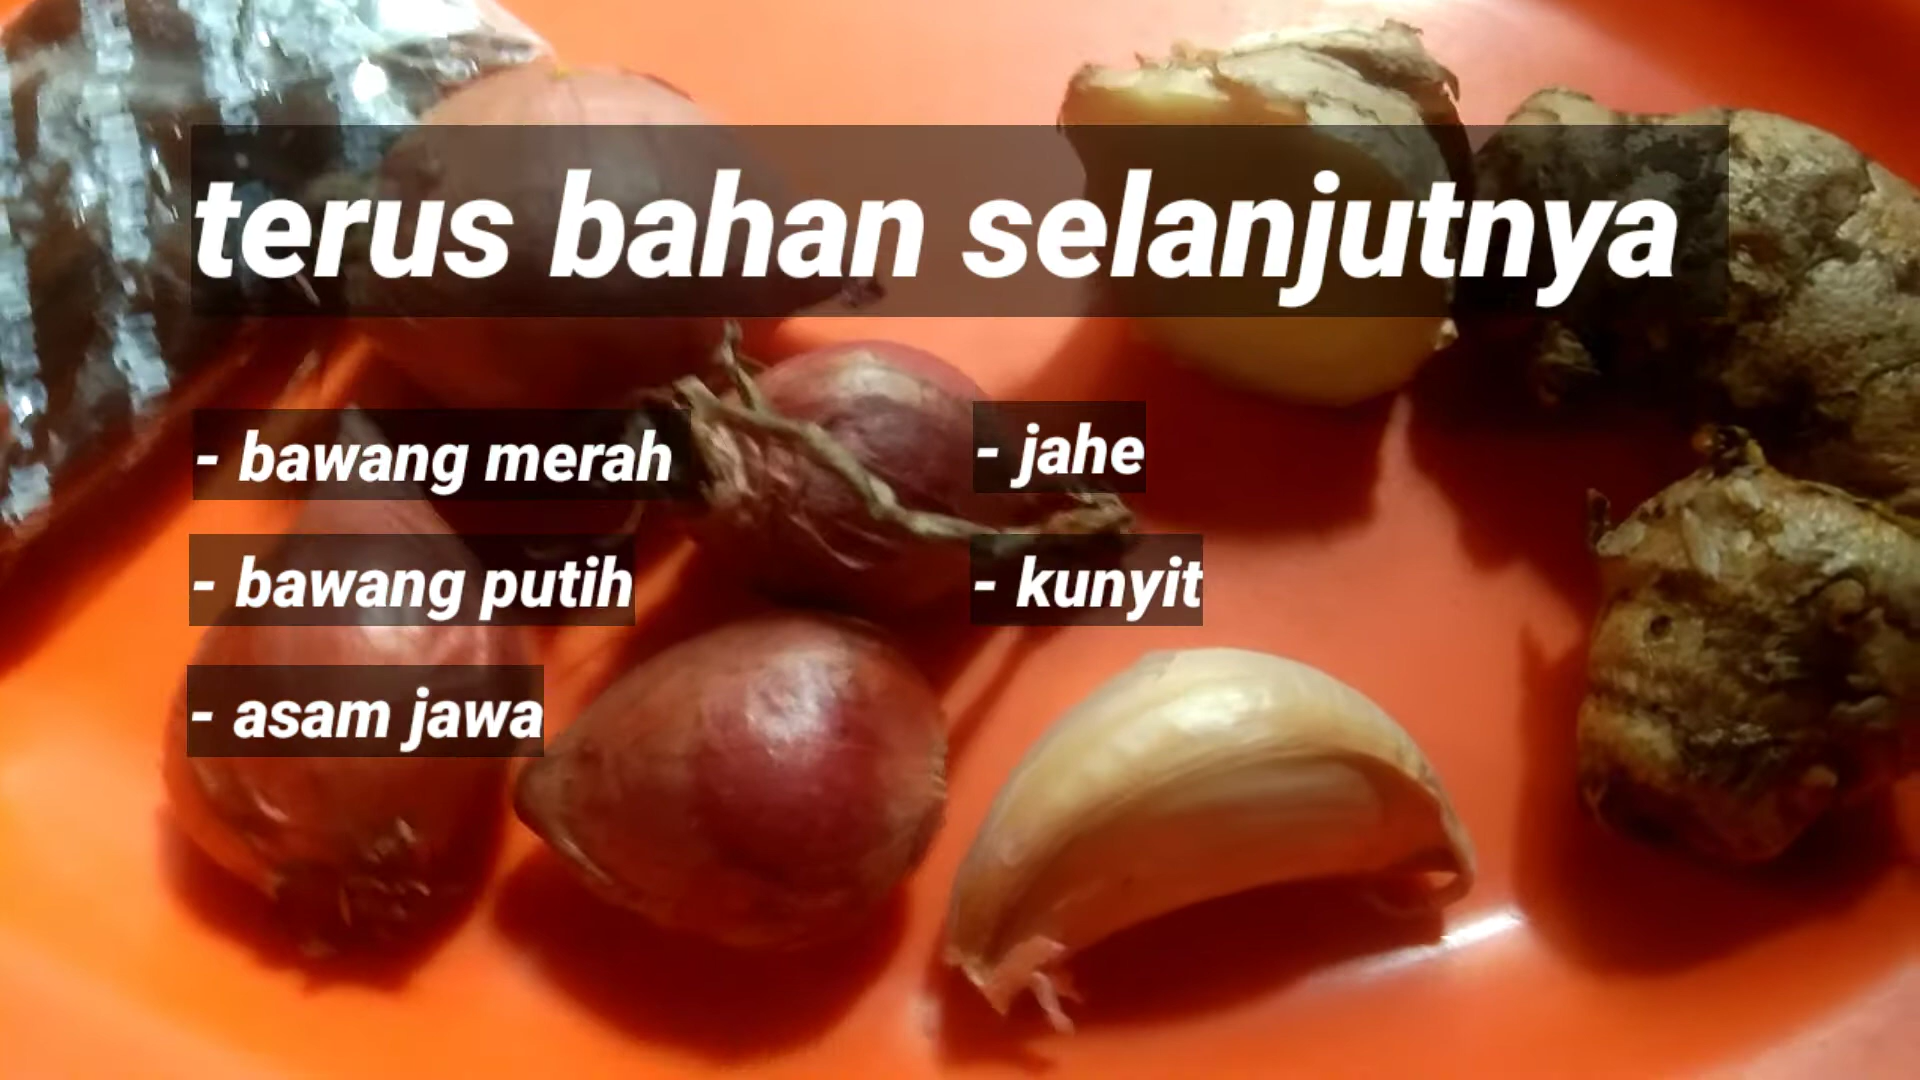 terus bahan selanjutnya
- bawang merah
- bawang putih
- asam jawa
- jahe
- kunyit